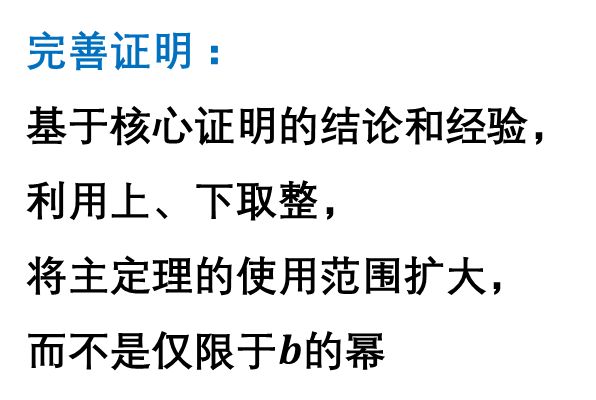 完善证明：
基于核心证明的结论和经验，
利用上、下取整，
将主定理的使用范围扩大，
而不是仅限于b的幂